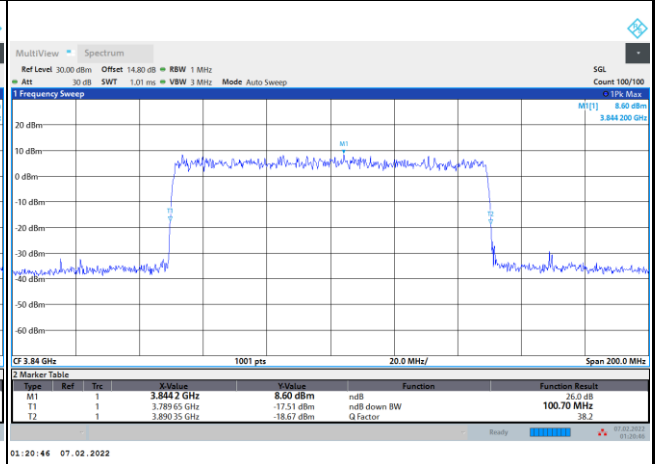 MultiView Spectrum
Ref Level 30.00 dBm Offset 14.80 dB RBW 1 MHz SGL
Att 30 dB SWT 1.01 ms VBW 3 MHz Mode Auto Sweep Count 100/100
1 Frequency Sweep 1Pk Max
M1[1] 8.60 dBm
3.844 200 GHz
20 dBm
M1
10 dBm
0 dBm
-10 dBm
T1 T2
-20 dBm
-30 dBm
-40 dBm
-50 dBm
-60 dBm
CF 3.84 GHz 1001 pts 20.0 MHz/ Span 200.0 MHz
2 Marker Table
Type Ref Trc X-Value Y-Value Function Function Result
M1 1 3.844 2 GHz 8.60 dBm ndB 26.0 dB
T1 1 3.789 65 GHz -17.51 dBm ndB down BW 100.70 MHz
T2 1 3.890 35 GHz -18.67 dBm Q Factor 38.2
Ready 07.02.2022
01:20:46
01:20:46 07.02.2022